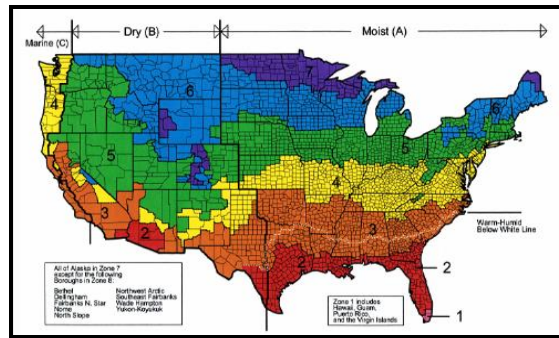 Marine (C)
Dry (B)
Moist (A)
4
5
6
7
6
5
4
3
2
3
2
Warm-Humid
Below White Line
2
1
All of Alaska in Zone 7
except for the following
Boroughs in Zone 8:
Bethel Northwest Arctic
Dellingham Southeast Fairbanks
Fairbanks N. Star Wade Hampton
Nome Yukon-Koyukuk
North Slope
Zone 1 includes
Hawaii, Guam,
Puerto Rico,
and the Virgin Islands